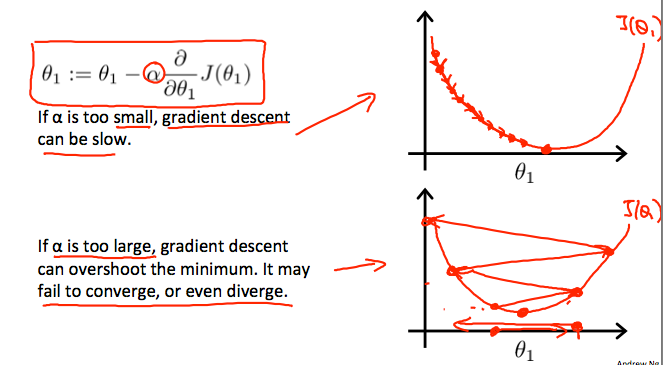 θ₁ := θ₁ − α ∂/∂θ₁ J(θ₁)
If α is too small, gradient descent
can be slow.
J(θ₁)
θ₁
If α is too large, gradient descent
can overshoot the minimum. It may
fail to converge, or even diverge.
J(θ₁)
θ₁
Andrew Ng